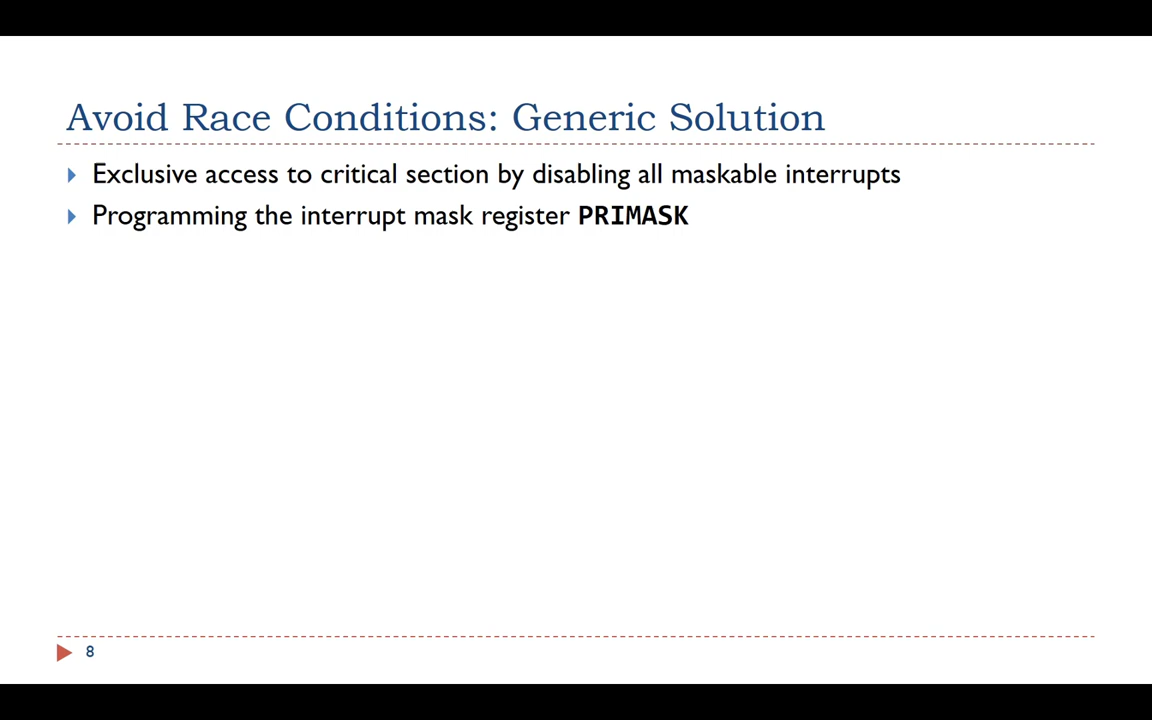 Avoid Race Conditions: Generic Solution
Exclusive access to critical section by disabling all maskable interrupts
Programming the interrupt mask register PRIMASK
8